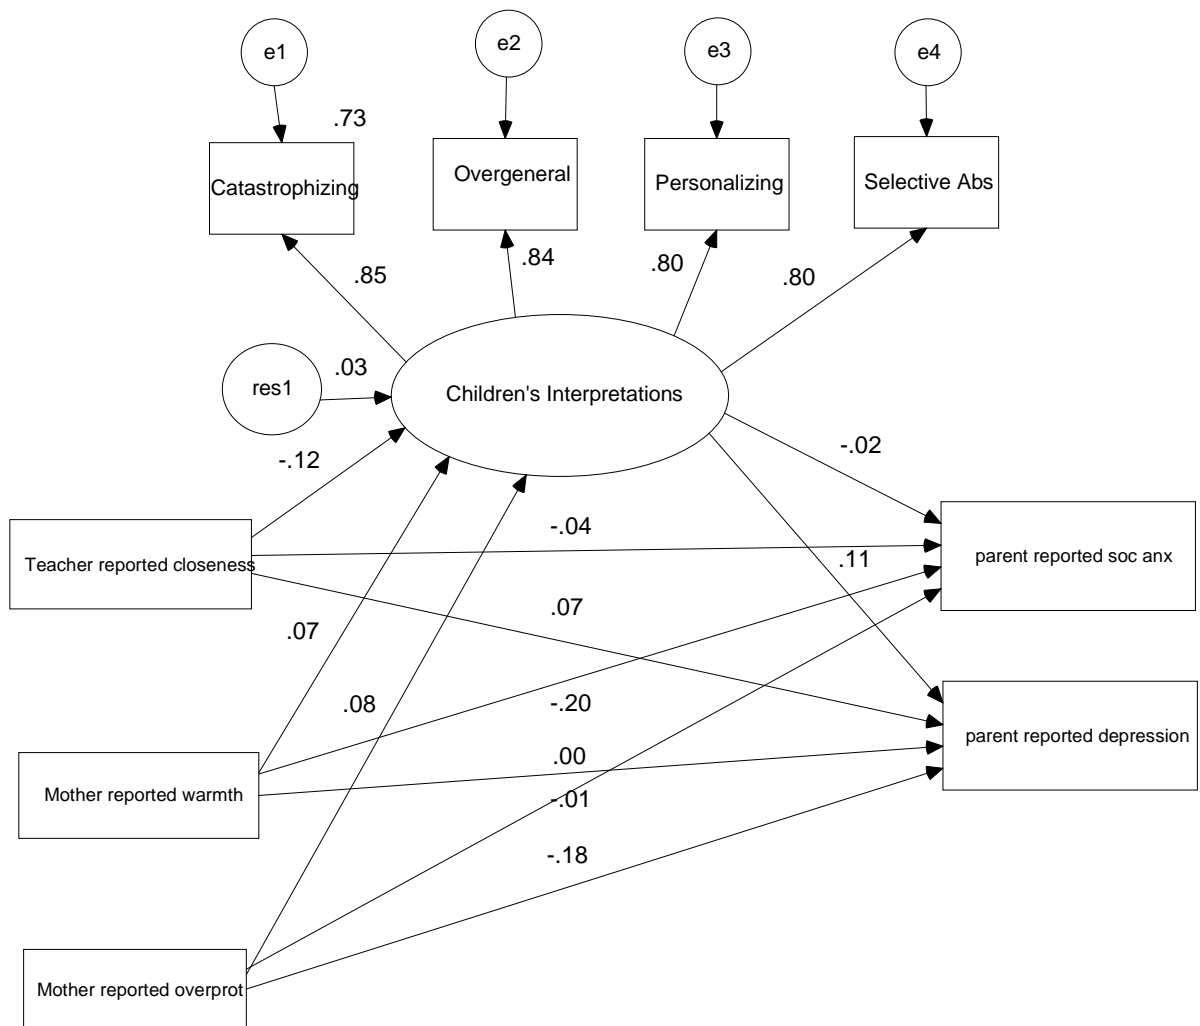 e1
e2
e3
e4
.73
Catastrophizing
Overgeneral
Personalizing
Selective Abs
.85
.84
.80
.80
res1
.03
Children's Interpretations
-.12
-.02
Teacher reported closeness
-.04
.11
parent reported soc anx
.07
.07
.08
-.20
parent reported depression
.00
Mother reported warmth
-.01
-.18
Mother reported overprot